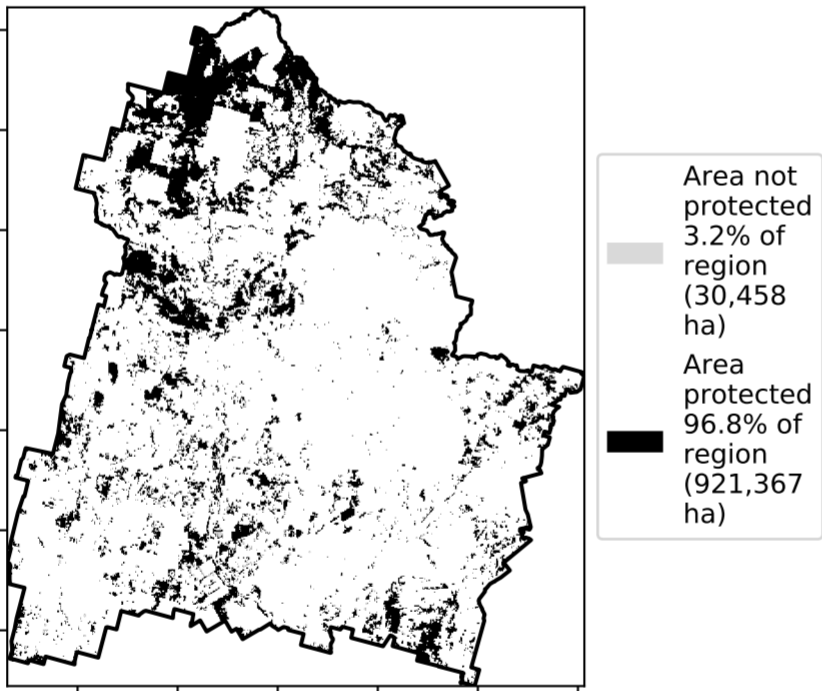 Area not
protected
3.2% of
region
(30,458
ha)
Area
protected
96.8% of
region
(921,367
ha)